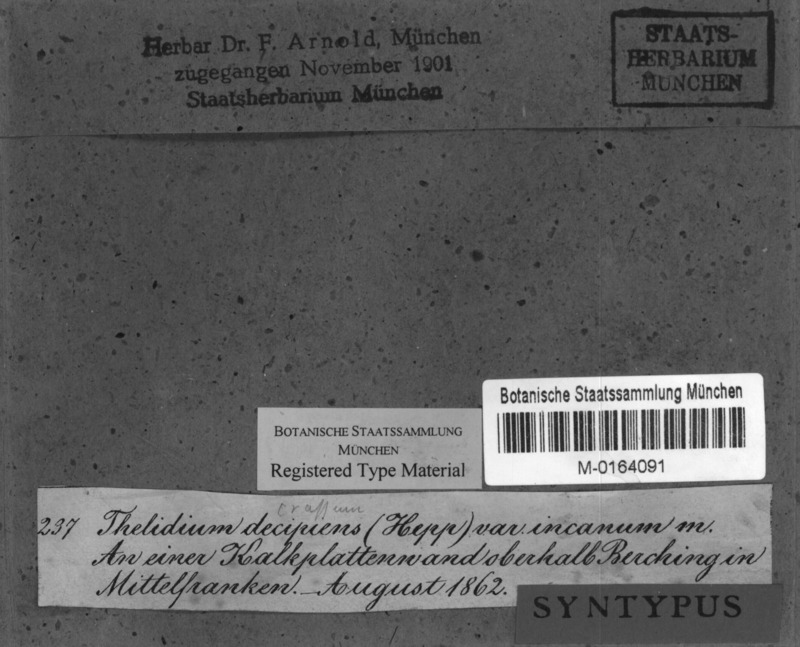 Herbar Dr. F. Arnold, München
zugegangen November 1901
Staatsherbarium München
STAATS-
HERBARIUM
MÜNCHEN
Botanische Staatssammlung München
M-0164091
BOTANISCHE STAATSSAMMLUNG
MÜNCHEN
Registered Type Material
crassum
237 Thelidium decipiens (Hepp) var. incanum m.
An einer Kalkplattenwand oberhalb Berching in
Mittelfranken. _ August 1862.
SYNTYPUS